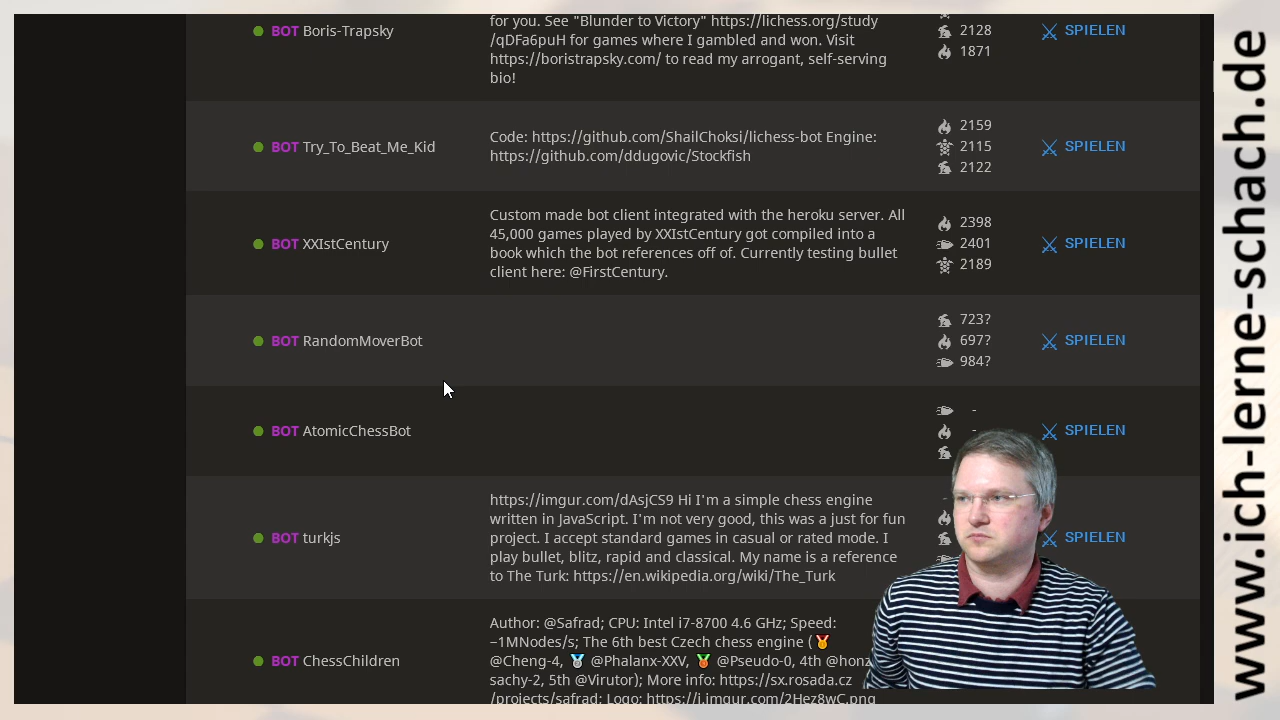 for you. See "Blunder to Victory" https://lichess.org/study
BOT Boris-Trapsky
/qDFa6puH for games where I gambled and won. Visit
2128
SPIELEN
https://boristrapsky.com/ to read my arrogant, self-serving
1871
bio!
2159
BOT Try_To_Beat_Me_Kid
Code: https://github.com/ShailChoksi/lichess-bot Engine:
https://github.com/ddugovic/Stockfish
2115
SPIELEN
2122
Custom made bot client integrated with the heroku server. All
2398
BOT XXIstCentury
45,000 games played by XXIstCentury got compiled into a
2401
SPIELEN
book which the bot references off of. Currently testing bullet
2189
client here: @FirstCentury.
723?
BOT RandomMoverBot
697?
SPIELEN
984?
-
BOT AtomicChessBot
-
SPIELEN
https://imgur.com/dAsjCS9 Hi I'm a simple chess engine
written in JavaScript. I'm not very good, this was a just for fun
BOT turkjs
project. I accept standard games in casual or rated mode. I
SPIELEN
play bullet, blitz, rapid and classical. My name is a reference
to The Turk: https://en.wikipedia.org/wiki/The_Turk
Author: @Safrad; CPU: Intel i7-8700 4.6 GHz; Speed:
~1MNodes/s; The 6th best Czech chess engine (🥇
BOT ChessChildren
@Cheng-4, 🥈 @Phalanx-XXV, 🥉 @Pseudo-0, 4th @honz
sachy-2, 5th @Virutor); More info: https://sx.rosada.cz
/projects/safrad; Logo: https://i.imgur.com/2Hez8wC.png
www.ich-lerne-schach.de